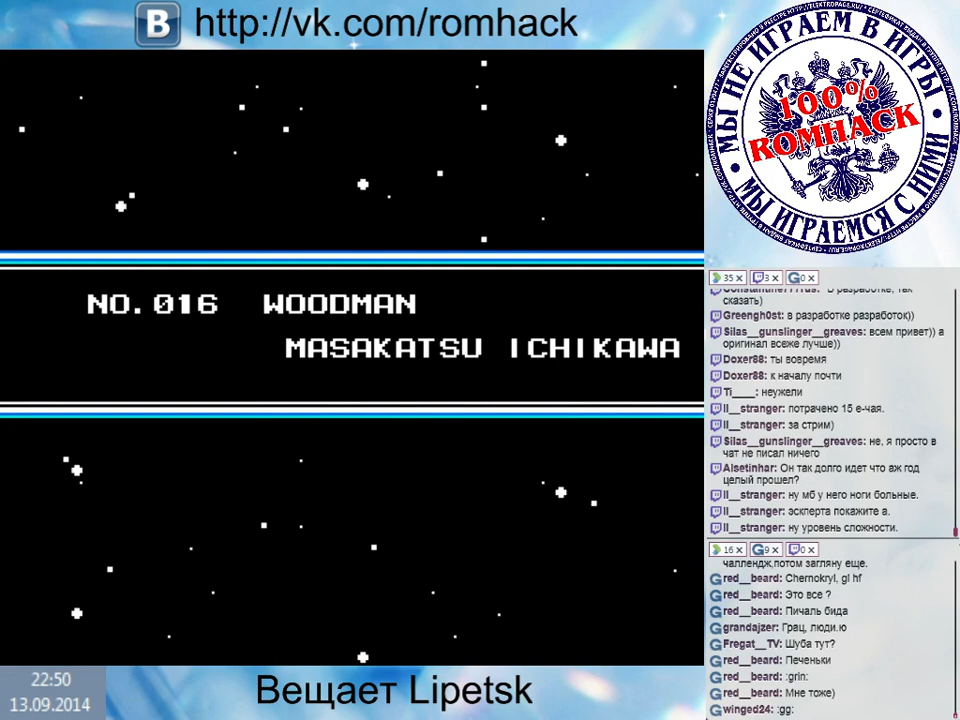 http://vk.com/romhack
МЫ НЕ ИГРАЕМ В ИГРЫ
100%
ROMHACK
МЫ ИГРАЕМСЯ С НИМИ
NO.016 WOODMAN
MASAKATSU ICHIKAWA
35 x 3 x 0 x
сказать)
Greengh0st: в разработке разработок))
Silas__gunslinger__greaves: всем привет)) а
оригинал всеже лучше))
Doxer88: ты вовремя
Doxer88: к началу почти
Ti____: неужели
ll__stranger: потрачено 15 е-чая.
ll__stranger: за стрим)
Silas__gunslinger__greaves: не, я просто в
чат не писал ничего
Alsetinhar: Он так долго идет что аж год
целый прошел?
ll__stranger: ну мб у него ноги больные.
ll__stranger: эскперта покажите а.
ll__stranger: ну уровень сложности.
16 x 9 x 0 x
чаллендж,потом загляну еще.
red__beard: Chernokryl, gl hf
red__beard: Это все ?
red__beard: Пичаль бида
grandajzer: Грац, люди.ю
Fregat__TV: Шуба тут?
red__beard: Печеньки
red__beard: :grin:
red__beard: Мне тоже)
winged24: :gg:
22:50
13.09.2014
Вещает Lipetsk